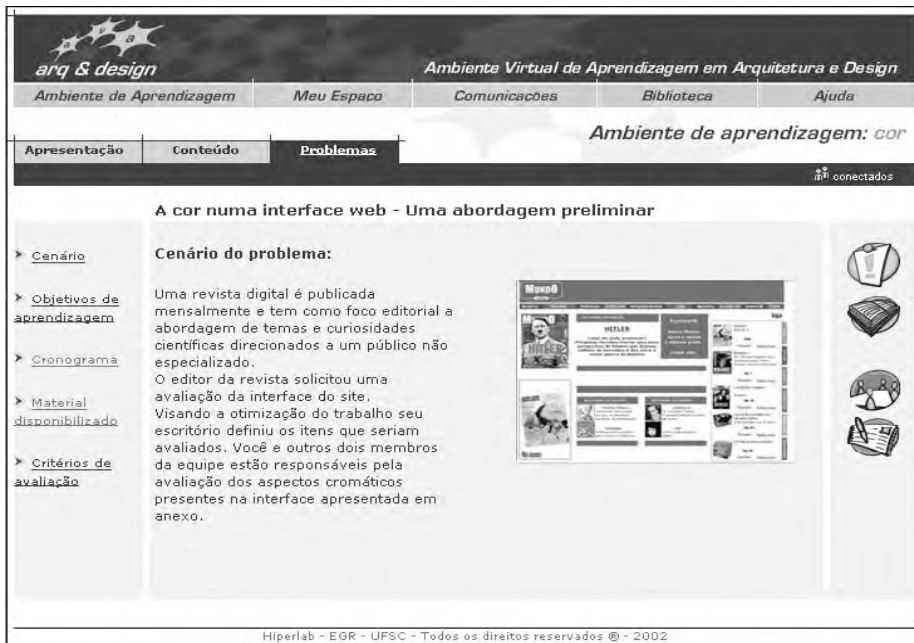 a v a
arq & design
Ambiente Virtual de Aprendizagem em Arquitetura e Design
Ambiente de Aprendizagem Meu Espaco Comunicacões Biblioteca Ajuda
Ambiente de aprendizagem: cor
Apresentação Conteúdo Problemas
conectados
A cor numa interface web - Uma abordagem preliminar
Cenário
Objetivos de
aprendizagem
Cronograma
Material
disponibilizado
Critérios de
avaliação
Cenário do problema:
Uma revista digital é publicada
mensalmente e tem como foco editorial a
abordagem de temas e curiosidades
científicas direcionados a um público não
especializado.
O editor da revista solicitou uma
avaliação da interface do site.
Visando a otimização do trabalho seu
escritório definiu os itens que seriam
avaliados. Você e outros dois membros
da equipe estão responsáveis pela
avaliação dos aspectos cromáticos
presentes na interface apresentada em
anexo.
MUNDO
loja
HITLER
HITLER
Hiperlab - EGR - UFSC - Todos os direitos reservados ® - 2002